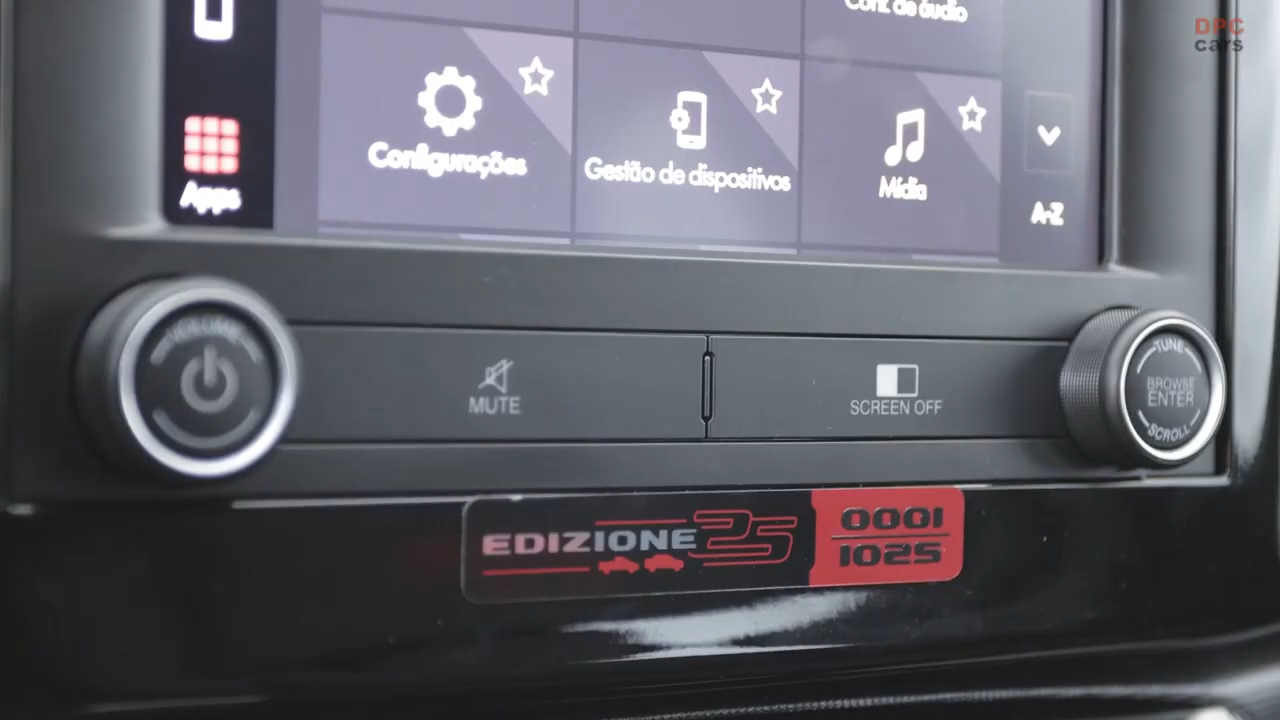 Conf. de áudio
DPC
cars
Configurações
Gestão de dispositivos
Mídia
Apps
A-Z
VOLUME
MUTE
SCREEN OFF
TUNE
BROWSE
ENTER
SCROLL
EDIZIONE 25
0001
1025